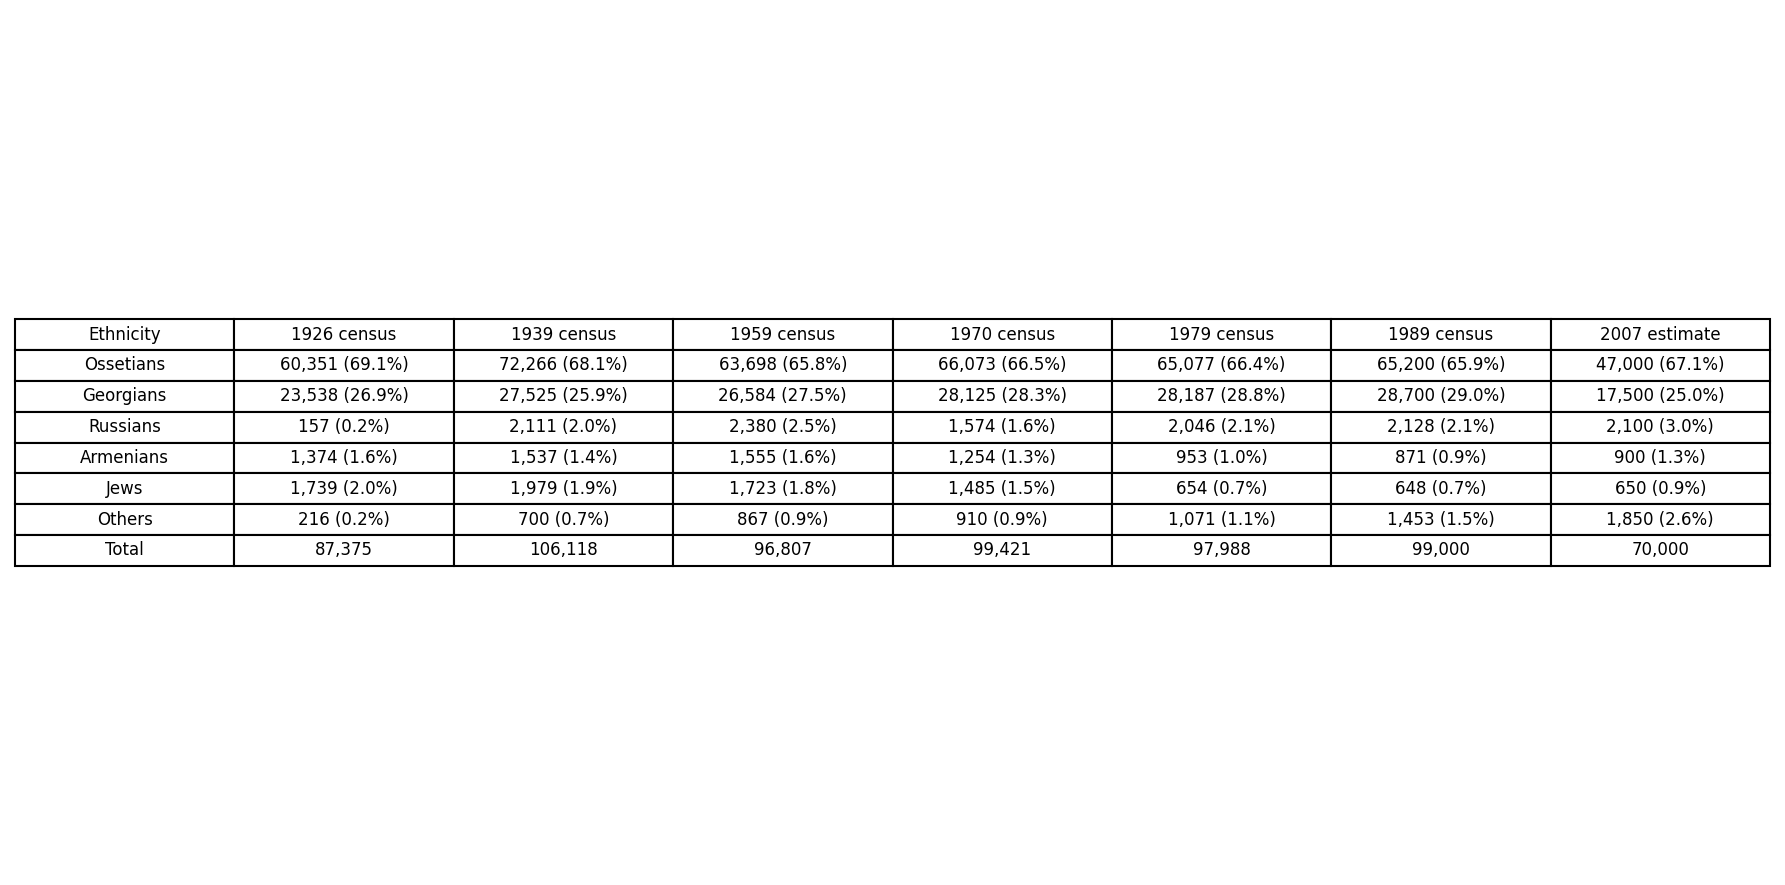 Ethnicity 1926 census 1939 census 1959 census 1970 census 1979 census 1989 census 2007 estimate
Ossetians 60,351 (69.1%) 72,266 (68.1%) 63,698 (65.8%) 66,073 (66.5%) 65,077 (66.4%) 65,200 (65.9%) 47,000 (67.1%)
Georgians 23,538 (26.9%) 27,525 (25.9%) 26,584 (27.5%) 28,125 (28.3%) 28,187 (28.8%) 28,700 (29.0%) 17,500 (25.0%)
Russians 157 (0.2%) 2,111 (2.0%) 2,380 (2.5%) 1,574 (1.6%) 2,046 (2.1%) 2,128 (2.1%) 2,100 (3.0%)
Armenians 1,374 (1.6%) 1,537 (1.4%) 1,555 (1.6%) 1,254 (1.3%) 953 (1.0%) 871 (0.9%) 900 (1.3%)
Jews 1,739 (2.0%) 1,979 (1.9%) 1,723 (1.8%) 1,485 (1.5%) 654 (0.7%) 648 (0.7%) 650 (0.9%)
Others 216 (0.2%) 700 (0.7%) 867 (0.9%) 910 (0.9%) 1,071 (1.1%) 1,453 (1.5%) 1,850 (2.6%)
Total 87,375 106,118 96,807 99,421 97,988 99,000 70,000